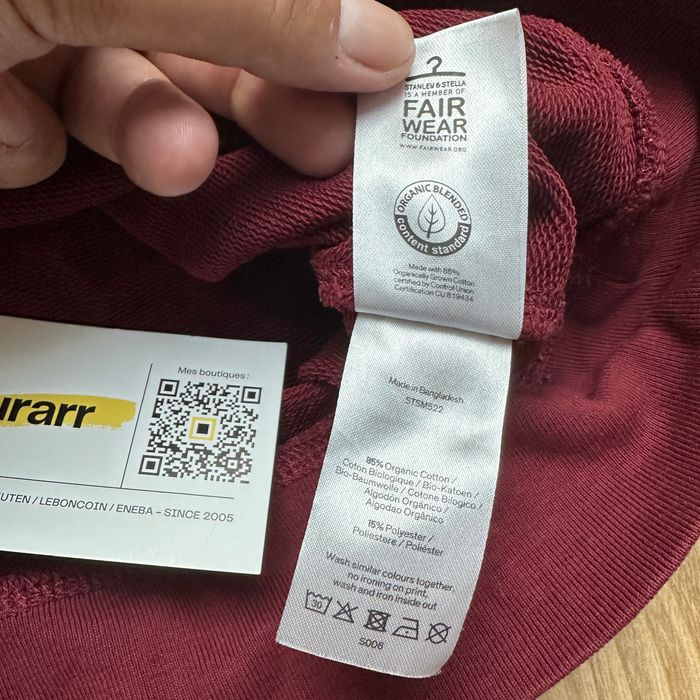 STANLEY & STELLA
IS A MEMBER OF
FAIR
WEAR
FOUNDATION
WWW.FAIRWEAR.ORG
ORGANIC BLENDED
content standard
Made with 86%
Organically Grown Cotton
certified by Control Union
Certification CU 819434
Made in Bangladesh
STSM522
85% Organic Cotton /
Coton Biologique / Bio-Katoen /
Bio-Baumwolle / Cotone Bilogico /
Algodón Orgánico /
Algodao Orgânico
15% Polyester /
Poliestere / Poliéster
Wash similar colours together,
no ironing on print,
wash and iron inside out
30
S006
Mes boutiques :
urarr
UTEN / LEBONCOIN / ENEBA - SINCE 2005